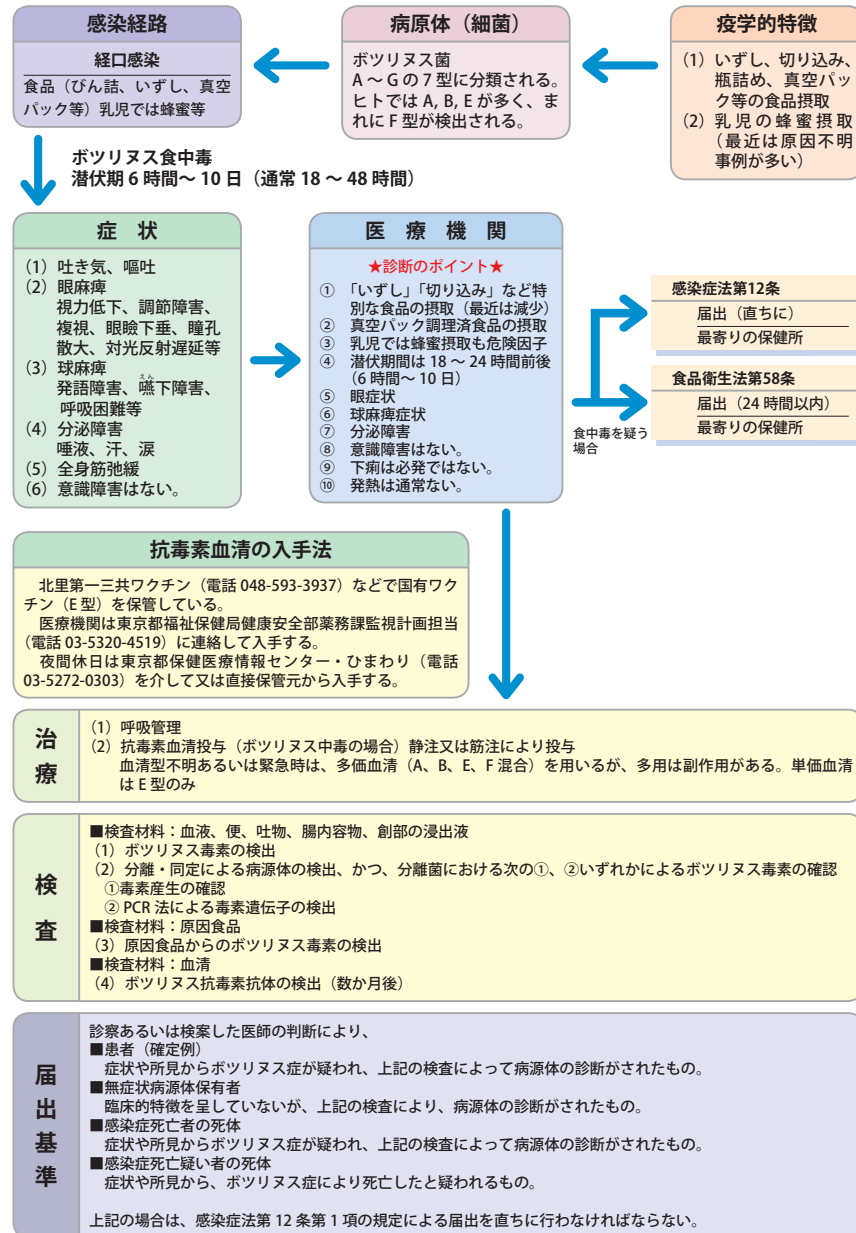 感染経路
経口感染
食品（びん詰、いずし、真空
パック等）乳児では蜂蜜等
病原体（細菌）
ボツリヌス菌
A ～ G の 7 型に分類される。
ヒトでは A, B, E が多く、ま
れに F 型が検出される。
疫学的特徴
（1）いずし、切り込み、
瓶詰め、真空パッ
ク等の食品摂取
（2）乳児の蜂蜜摂取
（最近は原因不明
事例が多い）
ボツリヌス食中毒
潜伏期 6 時間～ 10 日（通常 18 ～ 48 時間）
症　状
（1）吐き気、嘔吐
（2）眼麻痺
視力低下、調節障害、
複視、眼瞼下垂、瞳孔
散大、対光反射遅延等
（3）球麻痺
発語障害、嚥下障害、
えん
呼吸困難等
（4）分泌障害
唾液、汗、涙
（5）全身筋弛緩
（6）意識障害はない。
医　療　機　関
★診断のポイント★
①　「いずし」「切り込み」など特
別な食品の摂取（最近は減少）
②　真空パック調理済食品の摂取
③　乳児では蜂蜜摂取も危険因子
④　潜伏期間は 18 ～ 24 時間前後
（6 時間～ 10 日）
⑤　眼症状
⑥　球麻痺症状
⑦　分泌障害
⑧　意識障害はない。
⑨　下痢は必発ではない。
⑩　発熱は通常ない。
感染症法第12条
届出（直ちに）
最寄りの保健所
食品衛生法第58条
届出（24 時間以内）
最寄りの保健所
食中毒を疑う
場合
抗毒素血清の入手法
北里第一三共ワクチン（電話 048-593-3937）などで国有ワク
チン（E 型）を保管している。
医療機関は東京都福祉保健局健康安全部薬務課監視計画担当
（電話 03-5320-4519）に連絡して入手する。
夜間休日は東京都保健医療情報センター・ひまわり（電話
03-5272-0303）を介して又は直接保管元から入手する。
治療
（1）呼吸管理
（2）抗毒素血清投与（ボツリヌス中毒の場合）静注又は筋注により投与
血清型不明あるいは緊急時は、多価血清（A、B、E、F 混合）を用いるが、多用は副作用がある。単価血清
は E 型のみ
検査
■検査材料：血液、便、吐物、腸内容物、創部の浸出液
（1）ボツリヌス毒素の検出
（2）分離・同定による病原体の検出、かつ、分離菌における次の①、②いずれかによるボツリヌス毒素の確認
①毒素産生の確認
② PCR 法による毒素遺伝子の検出
■検査材料：原因食品
（3）原因食品からのボツリヌス毒素の検出
■検査材料：血清
（4）ボツリヌス抗毒素抗体の検出（数か月後）
届出基準
診察あるいは検案した医師の判断により、
■患者（確定例）
症状や所見からボツリヌス症が疑われ、上記の検査によって病源体の診断がされたもの。
■無症状病源体保有者
臨床的特徴を呈していないが、上記の検査により、病源体の診断がされたもの。
■感染症死亡者の死体
症状や所見からボツリヌス症が疑われ、上記の検査によって病源体の診断がされたもの。
■感染症死亡疑い者の死体
症状や所見から、ボツリヌス症により死亡したと疑われるもの。
上記の場合は、感染症法第 12 条第 1 項の規定による届出を直ちに行わなければならない。